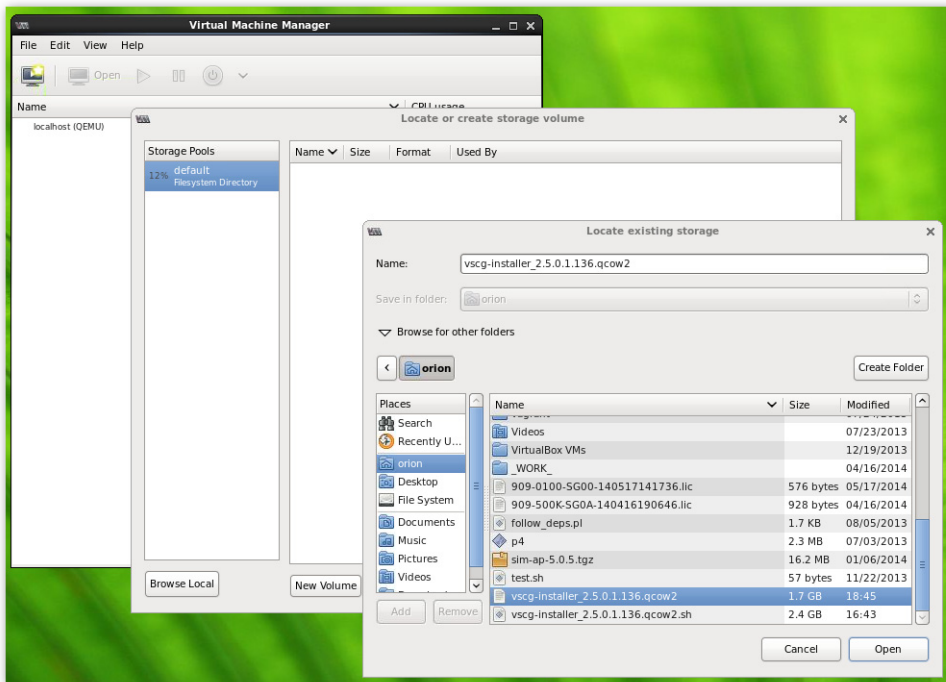 Virtual Machine Manager
File Edit View Help
Open
Name CPU usage
localhost (QEMU)
Locate or create storage volume
Storage Pools
Name Size Format Used By
12% default
Filesystem Directory
Browse Local
New Volume
Locate existing storage
Name: vscg-installer_2.5.0.1.136.qcow2
Save in folder: orion
Browse for other folders
orion
Create Folder
Places
Search
Recently U...
orion
Desktop
File System
Documents
Music
Pictures
Videos
Add Remove
Name Size Modified
Videos 07/23/2013
VirtualBox VMs 12/19/2013
_WORK_ 04/16/2014
909-0100-SG00-140517141736.lic 576 bytes 05/17/2014
909-500K-SG0A-140416190646.lic 928 bytes 04/16/2014
follow_deps.pl 1.7 KB 08/05/2013
p4 2.3 MB 07/03/2013
sim-ap-5.0.5.tgz 16.2 MB 01/06/2014
test.sh 57 bytes 11/22/2013
vscg-installer_2.5.0.1.136.qcow2 1.7 GB 18:45
vscg-installer_2.5.0.1.136.qcow2.sh 2.4 GB 16:43
Cancel Open